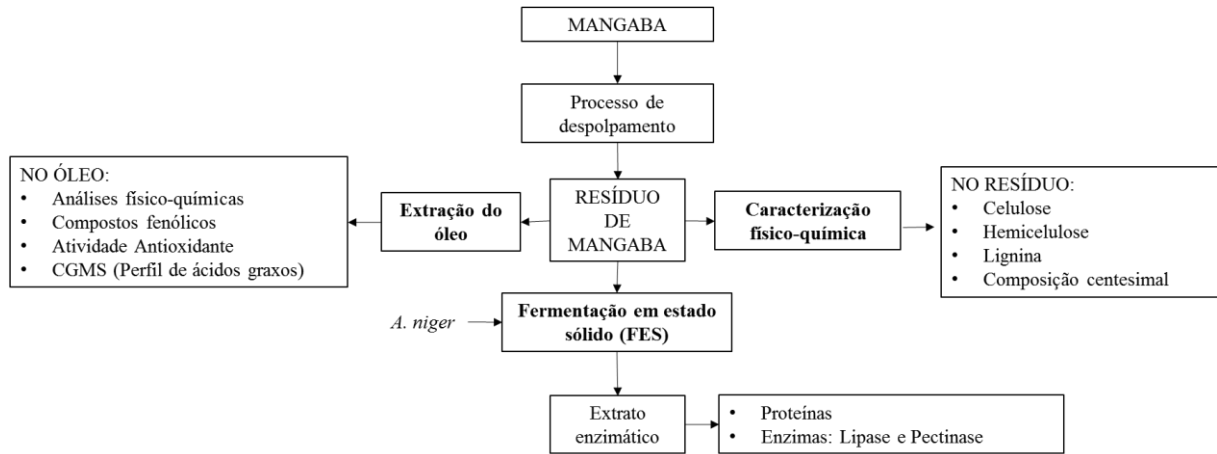 MANGABA
Processo de
despolpamento
NO ÓLEO:
• Análises físico-químicas
• Compostos fenólicos
• Atividade Antioxidante
• CGMS (Perfil de ácidos graxos)
Extração do
óleo
RESÍDUO
DE
MANGABA
Caracterização
físico-química
NO RESÍDUO:
• Celulose
• Hemicelulose
• Lignina
• Composição centesimal
A. niger
Fermentação em estado
sólido (FES)
Extrato
enzimático
• Proteínas
• Enzimas: Lipase e Pectinase